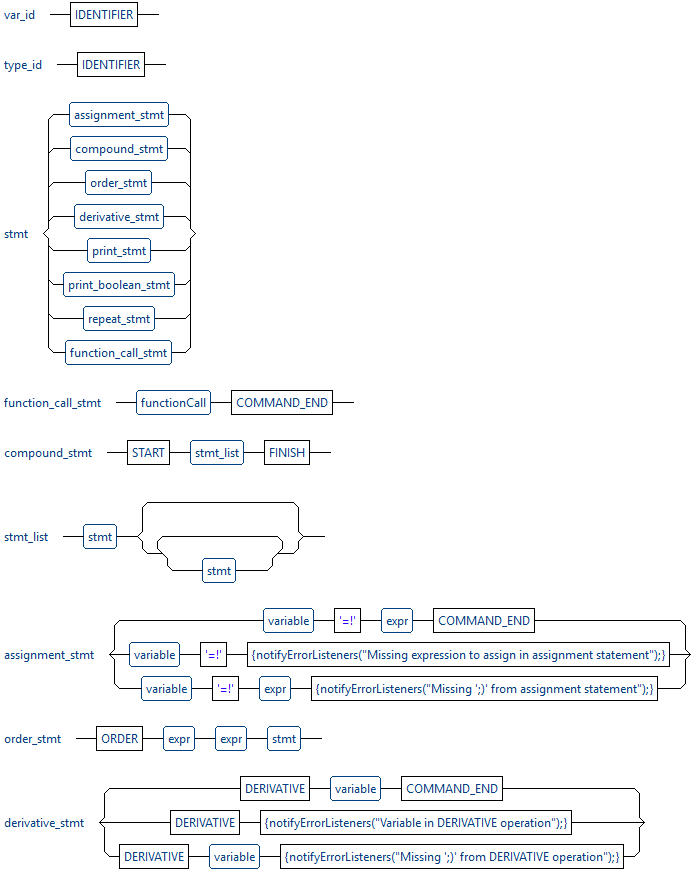 var_id IDENTIFIER
type_id IDENTIFIER
assignment_stmt
compound_stmt
order_stmt
derivative_stmt
stmt
print_stmt
print_boolean_stmt
repeat_stmt
function_call_stmt
function_call_stmt functionCall COMMAND_END
compound_stmt START stmt_list FINISH
stmt_list stmt
stmt
variable '=!' expr COMMAND_END
assignment_stmt variable '=!' {notifyErrorListeners("Missing expression to assign in assignment statement");}
variable '=!' expr {notifyErrorListeners("Missing ';)' from assignment statement");}
order_stmt ORDER expr expr stmt
DERIVATIVE variable COMMAND_END
derivative_stmt DERIVATIVE {notifyErrorListeners("Variable in DERIVATIVE operation");}
DERIVATIVE variable {notifyErrorListeners("Missing ';)' from DERIVATIVE operation");}